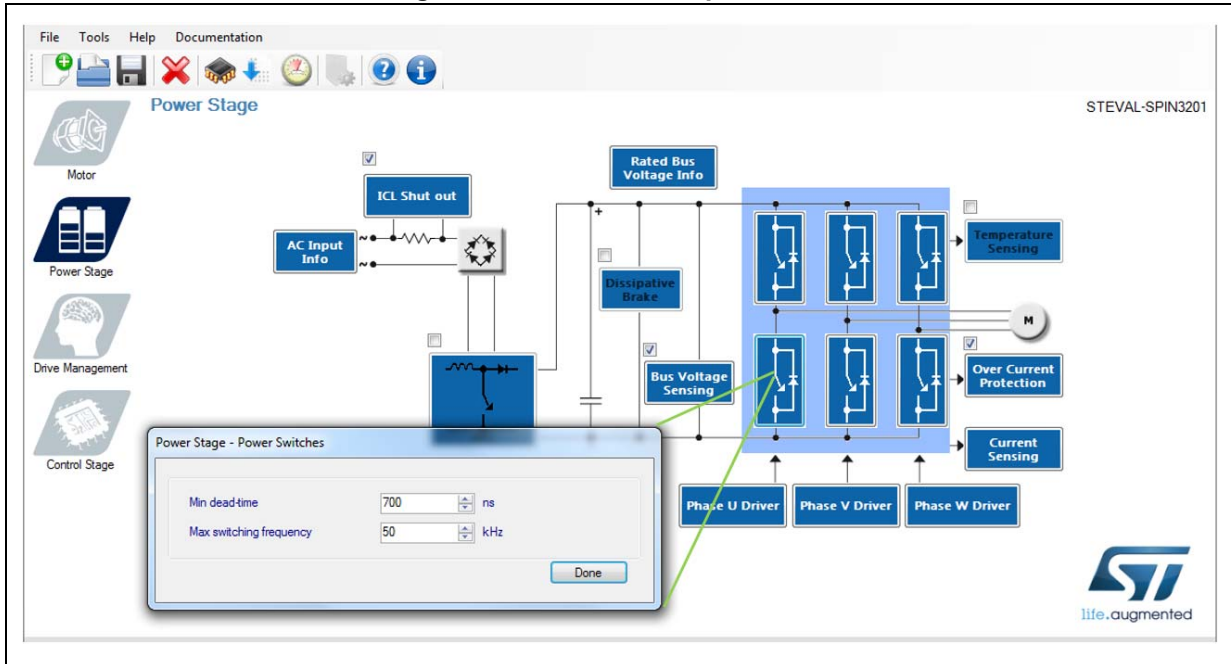 File Tools Help Documentation
Power Stage
STEVAL-SPIN3201
Motor
Power Stage
Drive Management
Control Stage
ICL Shut out
AC Input
Info
~
~
Rated Bus
Voltage Info
+
Dissipative
Brake
Bus Voltage
Sensing
Temperature
Sensing
M
Over Current
Protection
Current
Sensing
Phase U Driver
Phase V Driver
Phase W Driver
Power Stage - Power Switches
Min dead-time 700 ns
Max switching frequency 50 kHz
Done
ST
life.augmented